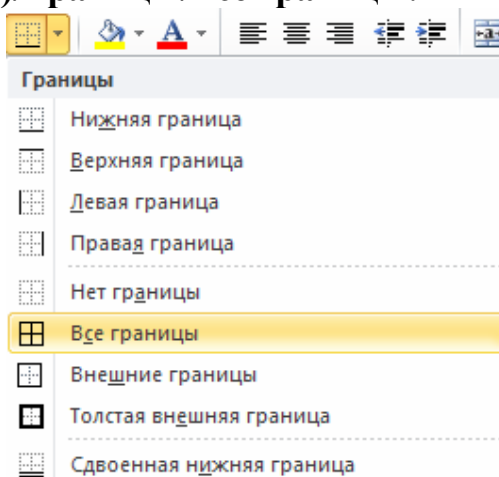 А
а
Границы
Нижняя граница
Верхняя граница
Левая граница
Правая граница
Нет границы
Все границы
Внешние границы
Толстая внешняя граница
Сдвоенная нижняя граница